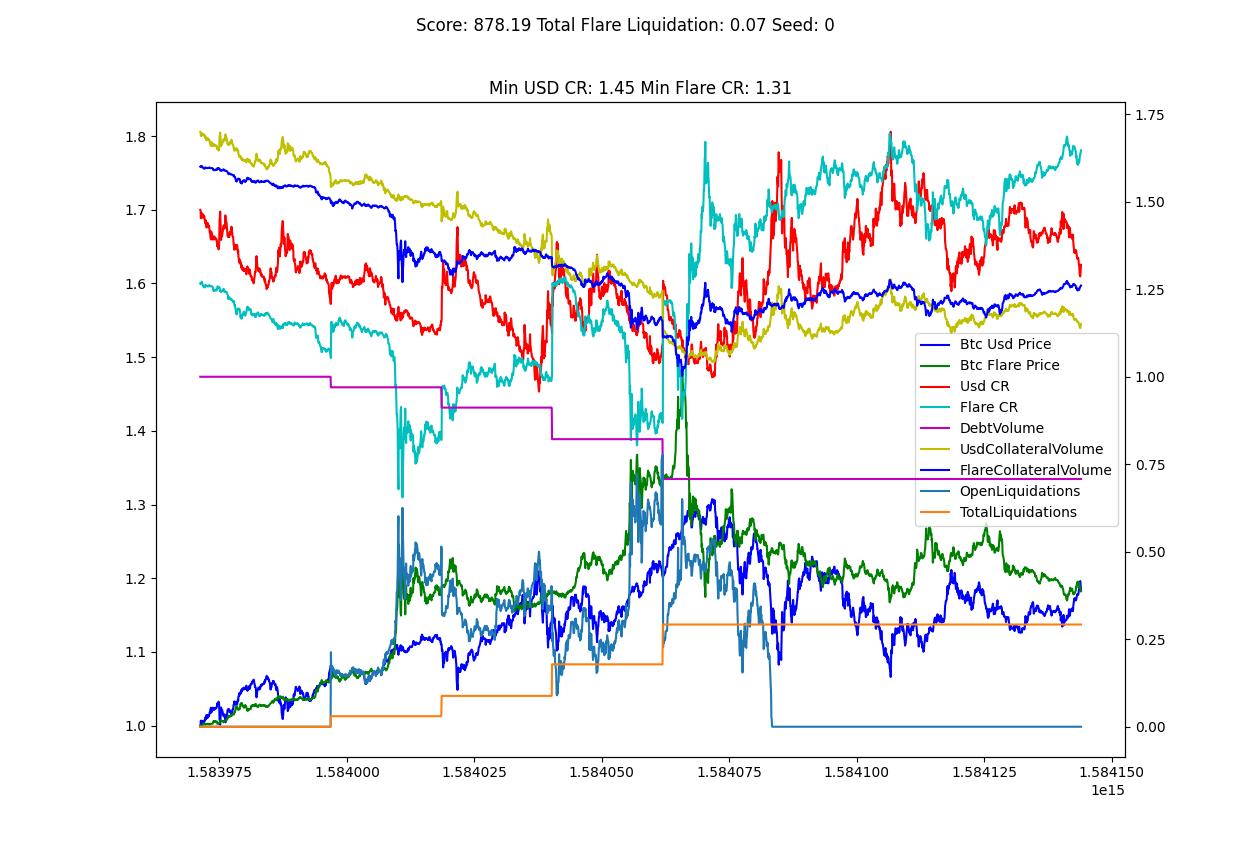 Score: 878.19 Total Flare Liquidation: 0.07 Seed: 0
Min USD CR: 1.45 Min Flare CR: 1.31
1.8
1.7
1.6
1.5
1.4
1.3
1.2
1.1
1.0
1.75
1.50
1.25
1.00
0.75
0.50
0.25
0.00
Btc Usd Price
Btc Flare Price
Usd CR
Flare CR
DebtVolume
UsdCollateralVolume
FlareCollateralVolume
OpenLiquidations
TotalLiquidations
1.583975 1.584000 1.584025 1.584050 1.584075 1.584100 1.584125 1.584150
1e15